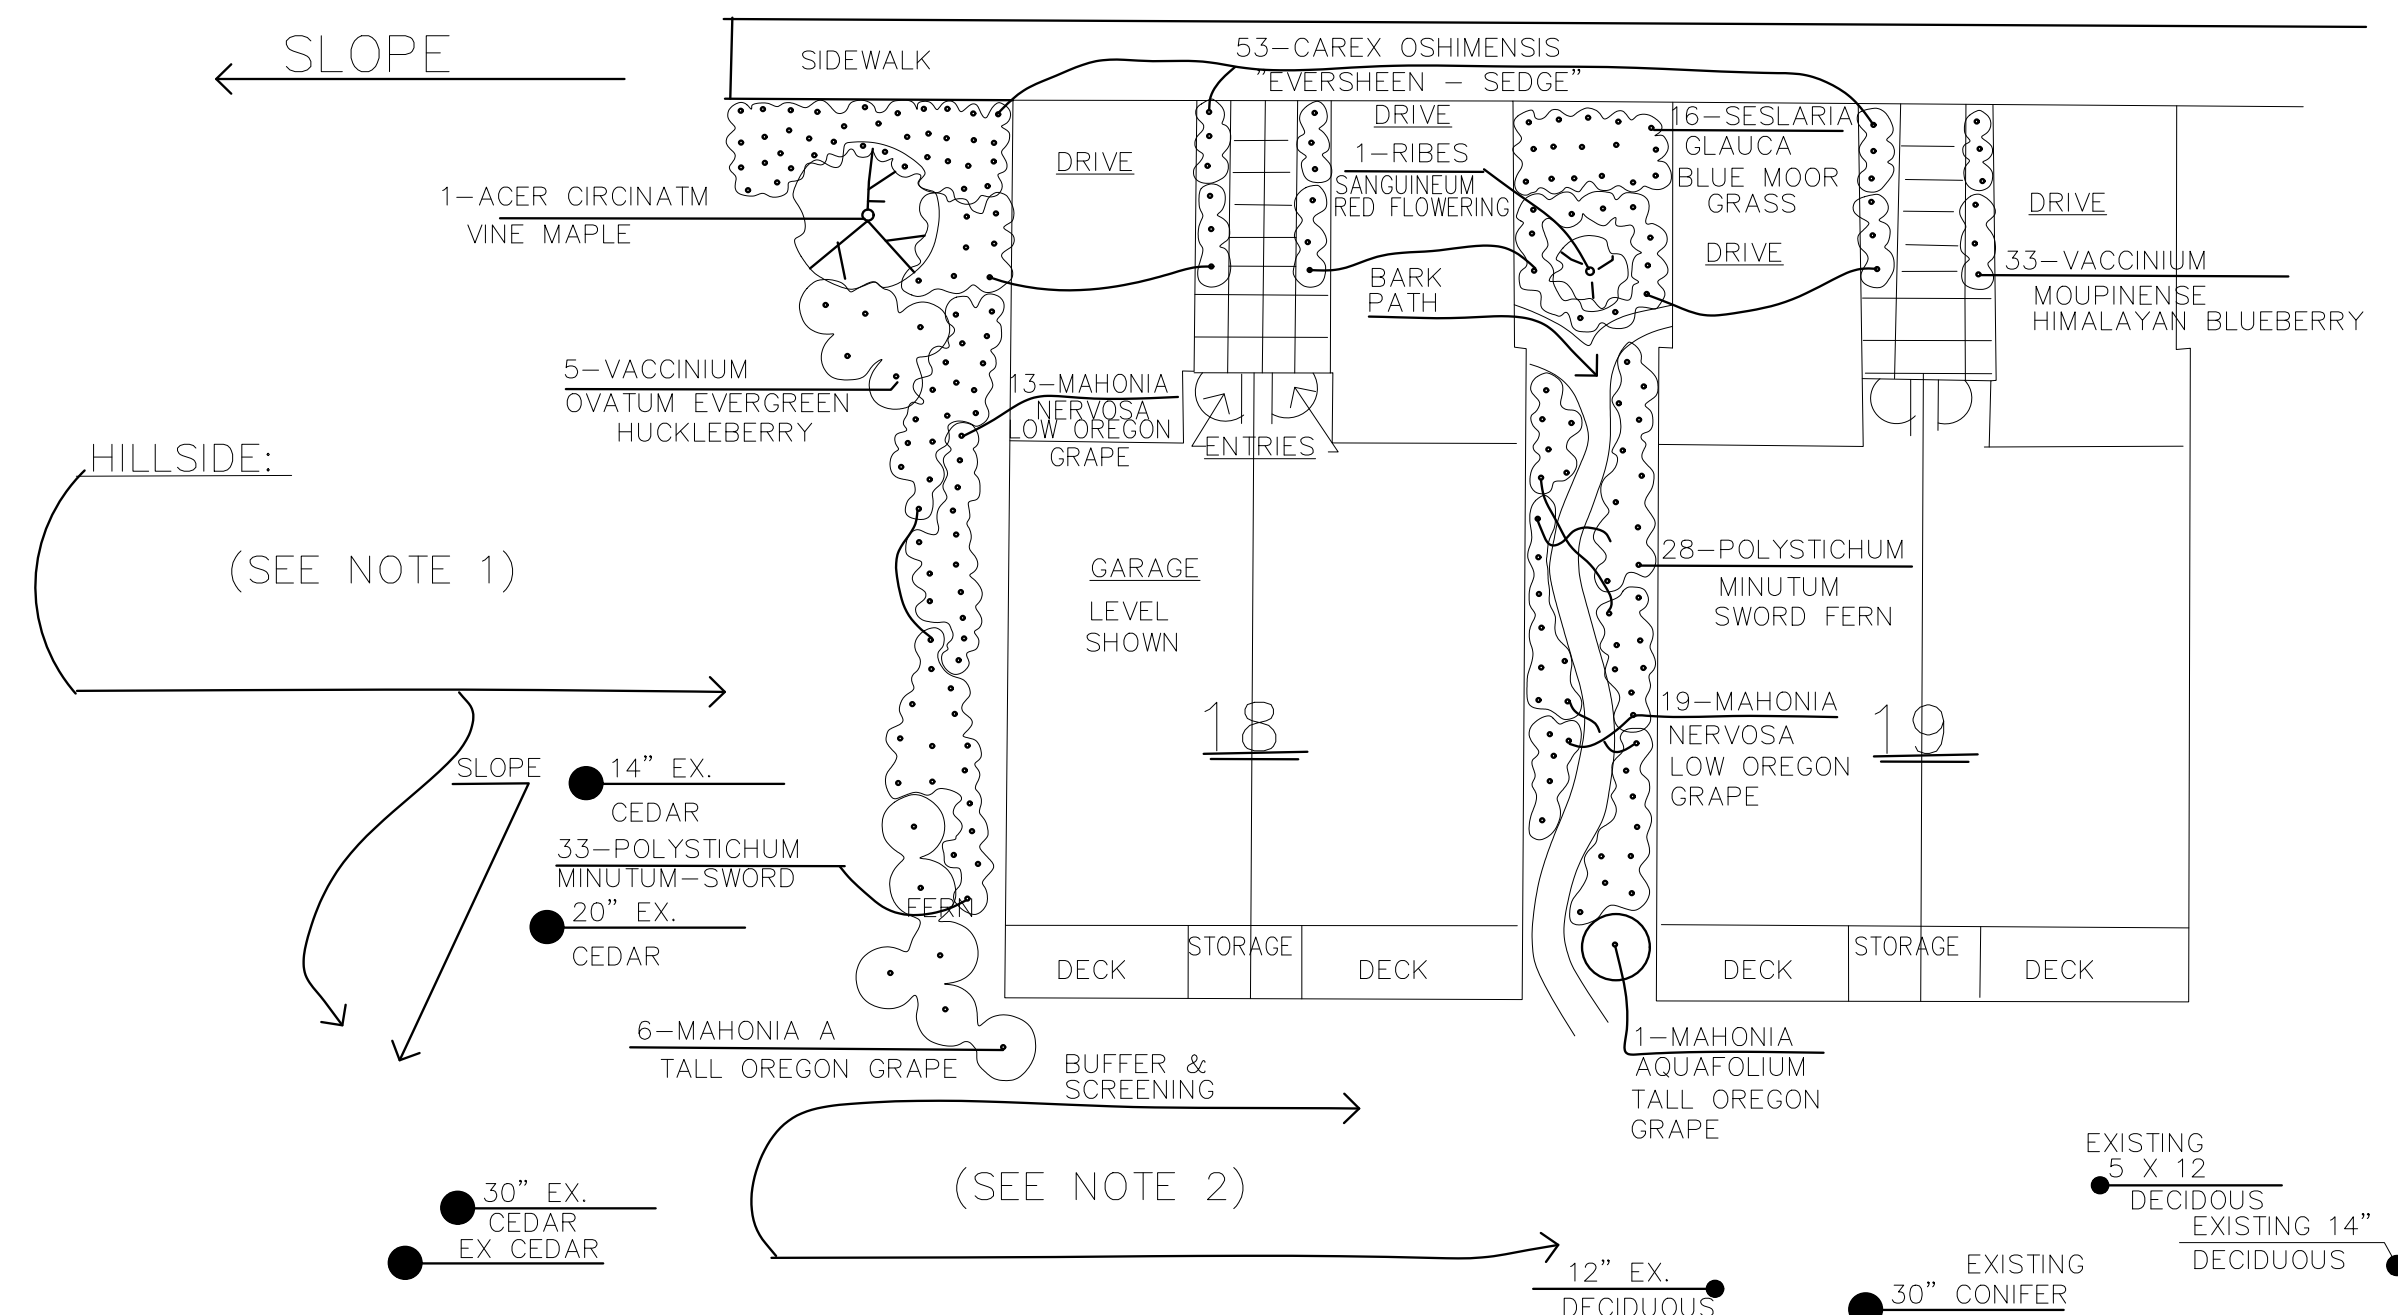 SLOPE
SIDEWALK
53-CAREX OSHIMENSIS
"EVERSHEEN - SEDGE"
DRIVE
1-RIBES
SANGUINEUM
RED FLOWERING
16-SESLARIA
GLAUCA
BLUE MOOR
GRASS
DRIVE
DRIVE
DRIVE
1-ACER CIRCINATM
VINE MAPLE
BARK
PATH
33-VACCINIUM
MOUPINENSE
HIMALAYAN BLUEBERRY
5-VACCINIUM
OVATUM EVERGREEN
HUCKLEBERRY
13-MAHONIA
NERVOSA
LOW OREGON
GRAPE
ENTRIES
HILLSIDE:
(SEE NOTE 1)
GARAGE
LEVEL
SHOWN
28-POLYSTICHUM
MINUTUM
SWORD FERN
18
19-MAHONIA
NERVOSA
LOW OREGON
GRAPE
19
SLOPE
14" EX.
CEDAR
33-POLYSTICHUM
MINUTUM-SWORD
FERN
20" EX.
CEDAR
DECK
STORAGE
DECK
DECK
STORAGE
DECK
6-MAHONIA A
TALL OREGON GRAPE
BUFFER &
SCREENING
1-MAHONIA
AQUAFOLIUM
TALL OREGON
GRAPE
(SEE NOTE 2)
30" EX.
CEDAR
EX CEDAR
EXISTING
5 X 12
DECIDOUS
EXISTING 14"
DECIDUOUS
12" EX.
DECIDUOUS
EXISTING
30" CONIFER